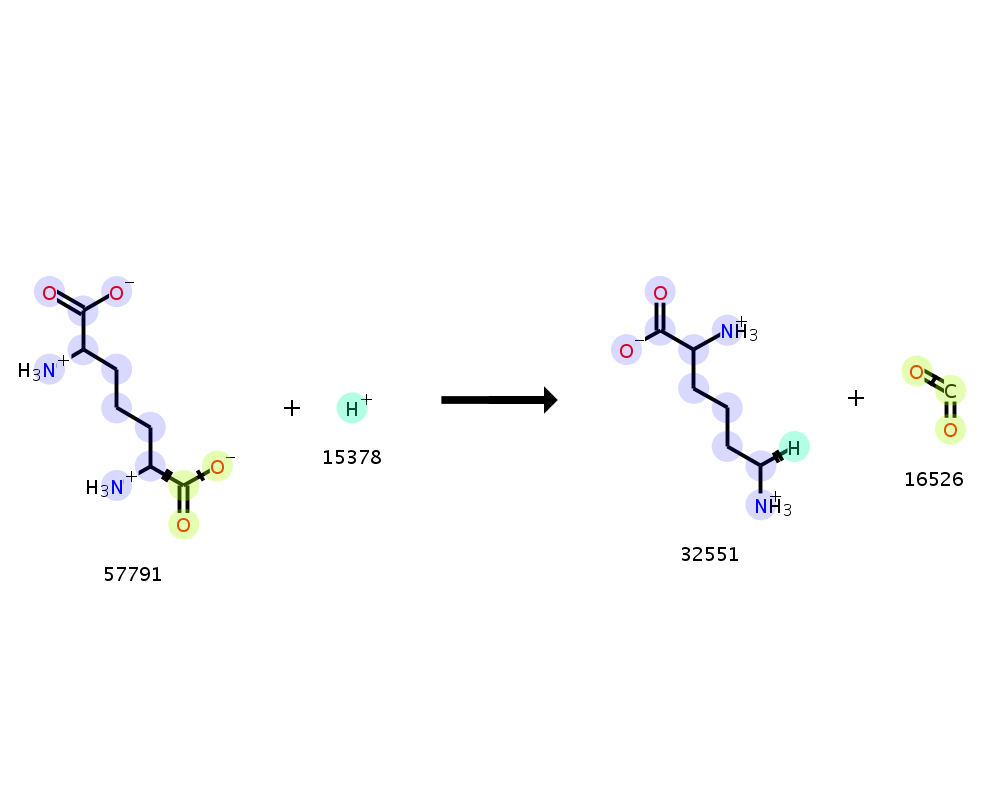 O O⁻
H₃N⁺
H₃N⁺ O⁻
O
57791
+
H⁺
15378
O
O⁻ NH₃⁺
H
NH₃⁺
32551
+
O C
O
16526